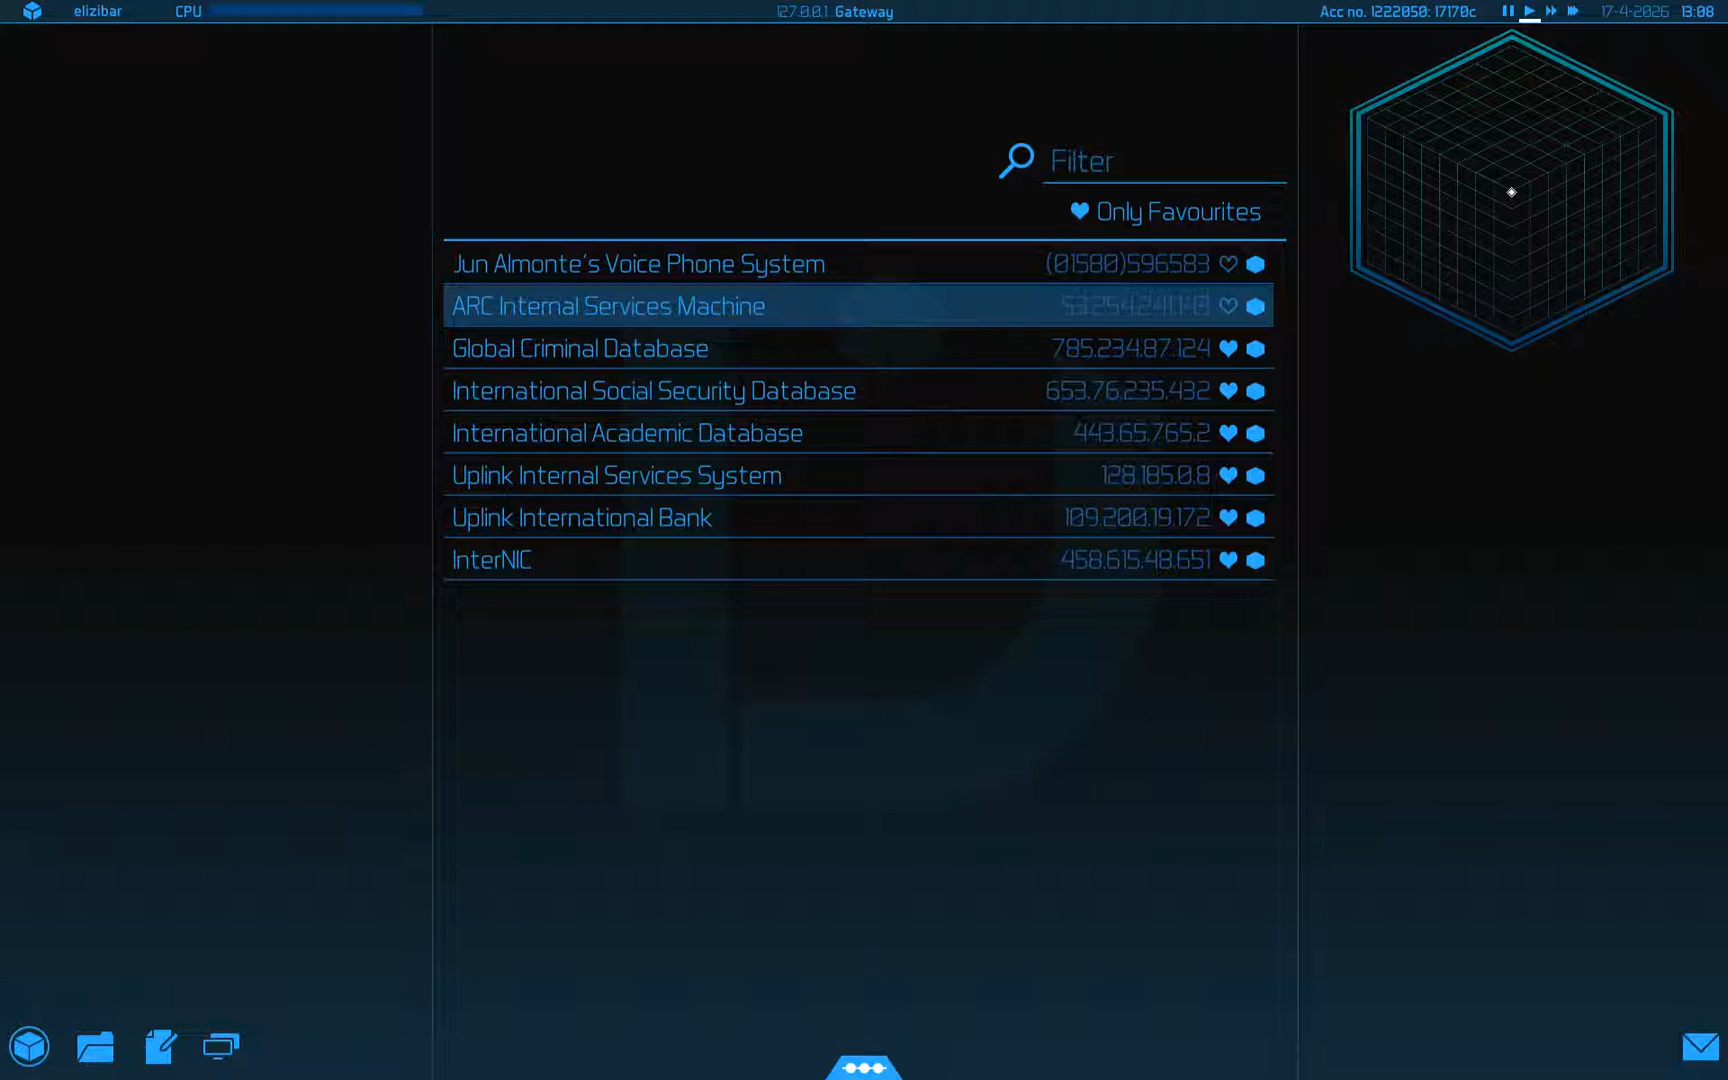 elizibar CPU 127.0.0.1 Gateway Acc no. 1222050: 17170c 17-4-2026 13:08
Filter
Only Favourites
Jun Almonte's Voice Phone System (01580)596583
ARC Internal Services Machine
Global Criminal Database 785.234.87.124
International Social Security Database 653.76.235.432
International Academic Database 443.65.765.2
Uplink Internal Services System 128.185.0.8
Uplink International Bank 109.200.19.172
InterNIC 458.615.48.651